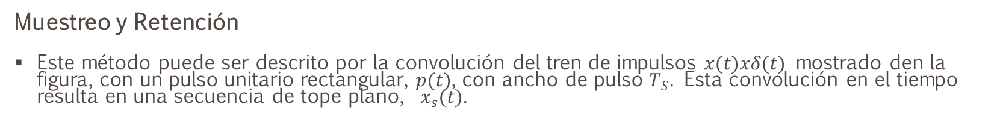 Muestreo y Retención
▪ Este método puede ser descrito por la convolución del tren de impulsos x(t)xδ(t) mostrado den la
figura, con un pulso unitario rectangular, p(t), con ancho de pulso T_S. Esta convolución en el tiempo
resulta en una secuencia de tope plano, x_s(t).